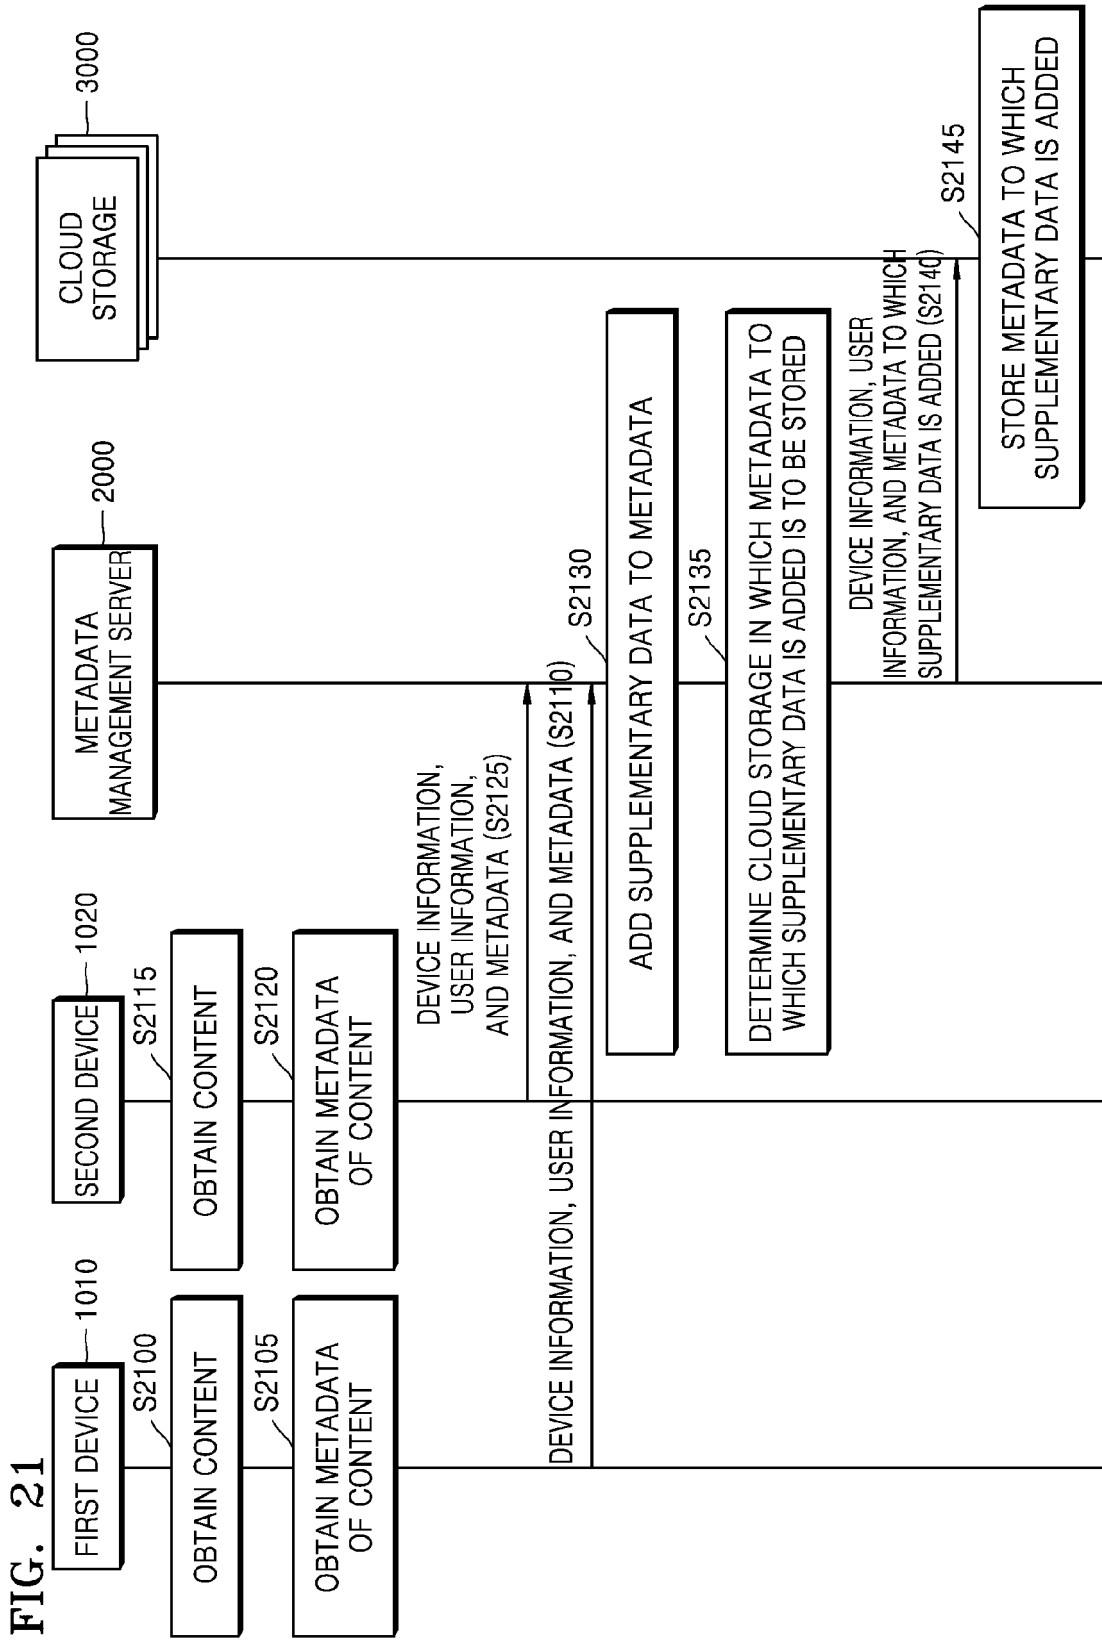 FIG. 21
FIRST DEVICE
1010
SECOND DEVICE
1020
METADATA
MANAGEMENT SERVER
2000
CLOUD
STORAGE
3000
S2100
OBTAIN CONTENT
S2115
OBTAIN CONTENT
S2105
OBTAIN METADATA
OF CONTENT
S2120
OBTAIN METADATA
OF CONTENT
DEVICE INFORMATION,
USER INFORMATION,
AND METADATA (S2125)
DEVICE INFORMATION, USER INFORMATION, AND METADATA (S2110)
S2130
ADD SUPPLEMENTARY DATA TO METADATA
S2135
DETERMINE CLOUD STORAGE IN WHICH METADATA TO
WHICH SUPPLEMENTARY DATA IS ADDED IS TO BE STORED
DEVICE INFORMATION, USER
INFORMATION, AND METADATA TO WHICH
SUPPLEMENTARY DATA IS ADDED (S2140)
S2145
STORE METADATA TO WHICH
SUPPLEMENTARY DATA IS ADDED